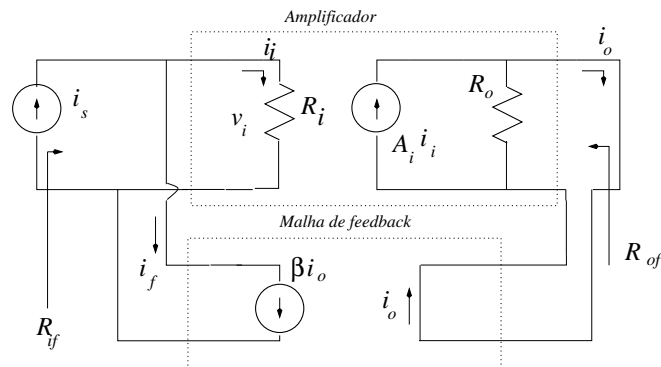 Amplificador
i_i
i_o
i_s
v_i
R_i
R_o
A_i i_i
Malha de feedback
i_f
βi_o
i_o
R_of
R_if